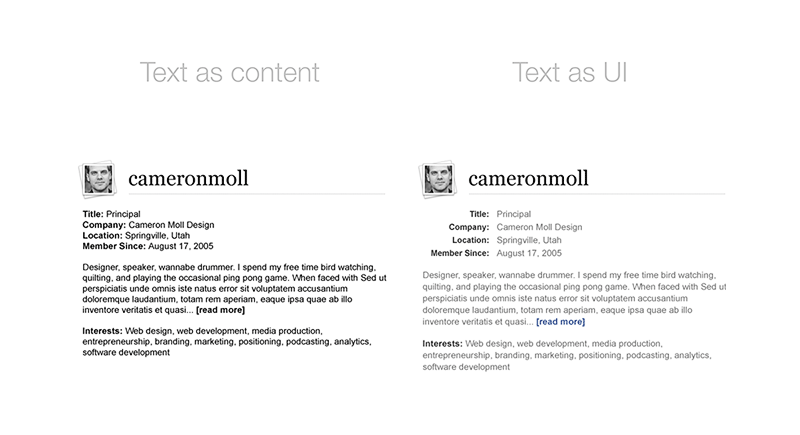 Text as content
cameronmoll
Title: Principal
Company: Cameron Moll Design
Location: Springville, Utah
Member Since: August 17, 2005
Designer, speaker, wannabe drummer. I spend my free time bird watching,
quilting, and playing the occasional ping pong game. When faced with Sed ut
perspiciatis unde omnis iste natus error sit voluptatem accusantium
doloremque laudantium, totam rem aperiam, eaque ipsa quae ab illo
inventore veritatis et quasi... [read more]
Interests: Web design, web development, media production,
entrepreneurship, branding, marketing, positioning, podcasting, analytics,
software development
Text as UI
cameronmoll
Title: Principal
Company: Cameron Moll Design
Location: Springville, Utah
Member Since: August 17, 2005
Designer, speaker, wannabe drummer. I spend my free time bird watching,
quilting, and playing the occasional ping pong game. When faced with Sed ut
perspiciatis unde omnis iste natus error sit voluptatem accusantium
doloremque laudantium, totam rem aperiam, eaque ipsa quae ab illo
inventore veritatis et quasi... [read more]
Interests: Web design, web development, media production,
entrepreneurship, branding, marketing, positioning, podcasting, analytics,
software development